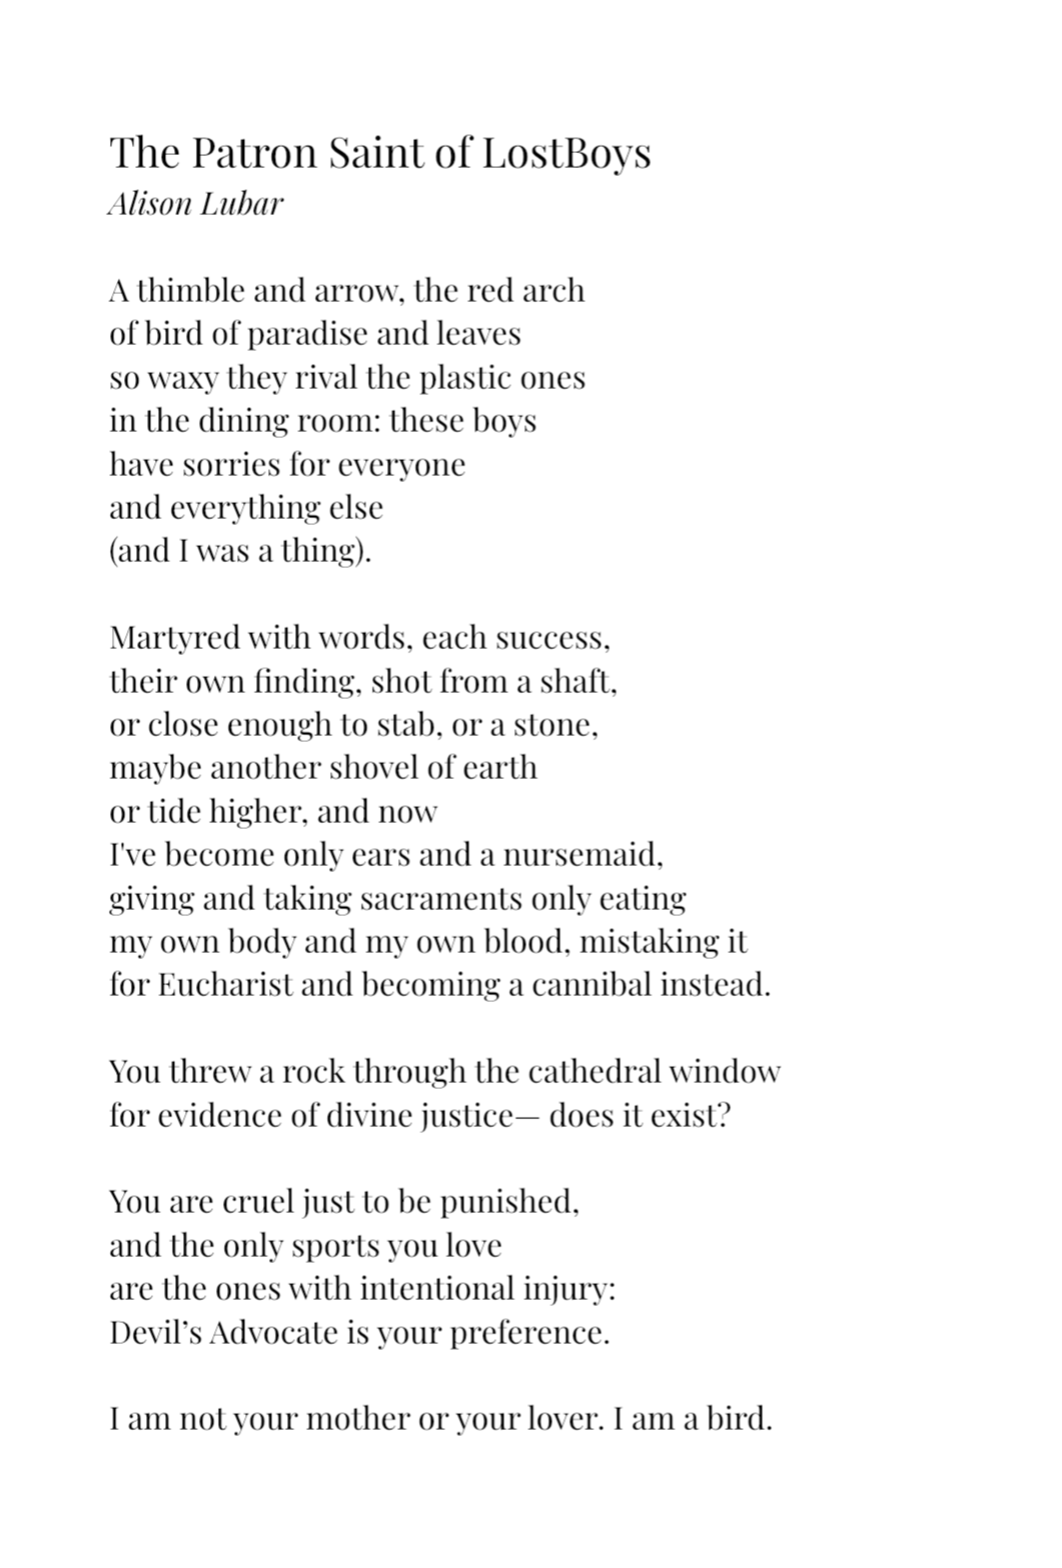 The Patron Saint of LostBoys
Alison Lubar
A thimble and arrow, the red arch
of bird of paradise and leaves
so waxy they rival the plastic ones
in the dining room: these boys
have sorries for everyone
and everything else
(and I was a thing).
Martyred with words, each success,
their own finding, shot from a shaft,
or close enough to stab, or a stone,
maybe another shovel of earth
or tide higher, and now
I've become only ears and a nursemaid,
giving and taking sacraments only eating
my own body and my own blood, mistaking it
for Eucharist and becoming a cannibal instead.
You threw a rock through the cathedral window
for evidence of divine justice— does it exist?
You are cruel just to be punished,
and the only sports you love
are the ones with intentional injury:
Devil’s Advocate is your preference.
I am not your mother or your lover. I am a bird.